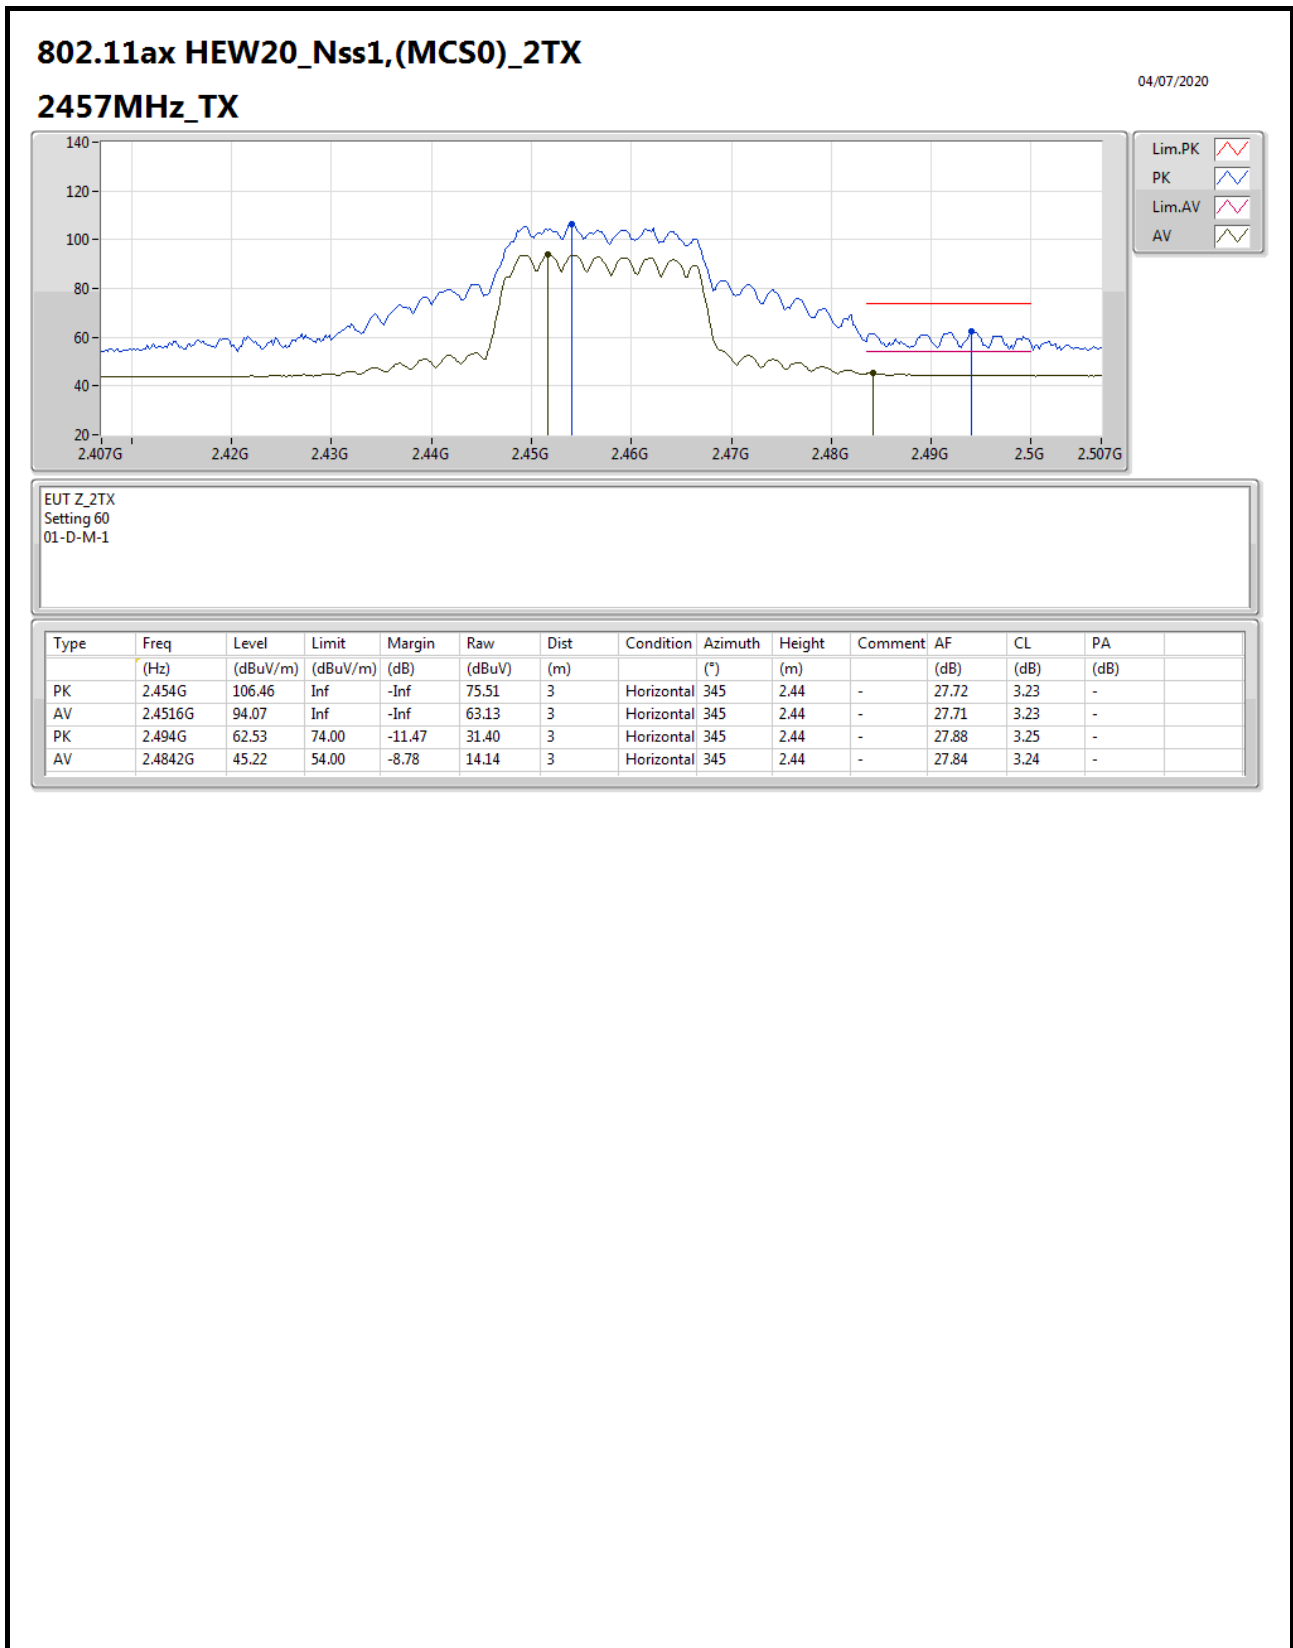 802.11ax HEW20_Nss1,(MCS0)_2TX
04/07/2020
2457MHz_TX
140
120
100
80
60
40
20
2.407G 2.42G 2.43G 2.44G 2.45G 2.46G 2.47G 2.48G 2.49G 2.5G 2.507G
Lim.PK
PK
Lim.AV
AV
EUT Z_2TX
Setting 60
01-D-M-1
Type Freq Level Limit Margin Raw Dist Condition Azimuth Height Comment AF CL PA
(Hz) (dBuV/m) (dBuV/m) (dB) (dBuV) (m) (°) (m) (dB) (dB) (dB)
PK 2.454G 106.46 Inf -Inf 75.51 3 Horizontal 345 2.44 - 27.72 3.23 -
AV 2.4516G 94.07 Inf -Inf 63.13 3 Horizontal 345 2.44 - 27.71 3.23 -
PK 2.494G 62.53 74.00 -11.47 31.40 3 Horizontal 345 2.44 - 27.88 3.25 -
AV 2.4842G 45.22 54.00 -8.78 14.14 3 Horizontal 345 2.44 - 27.84 3.24 -